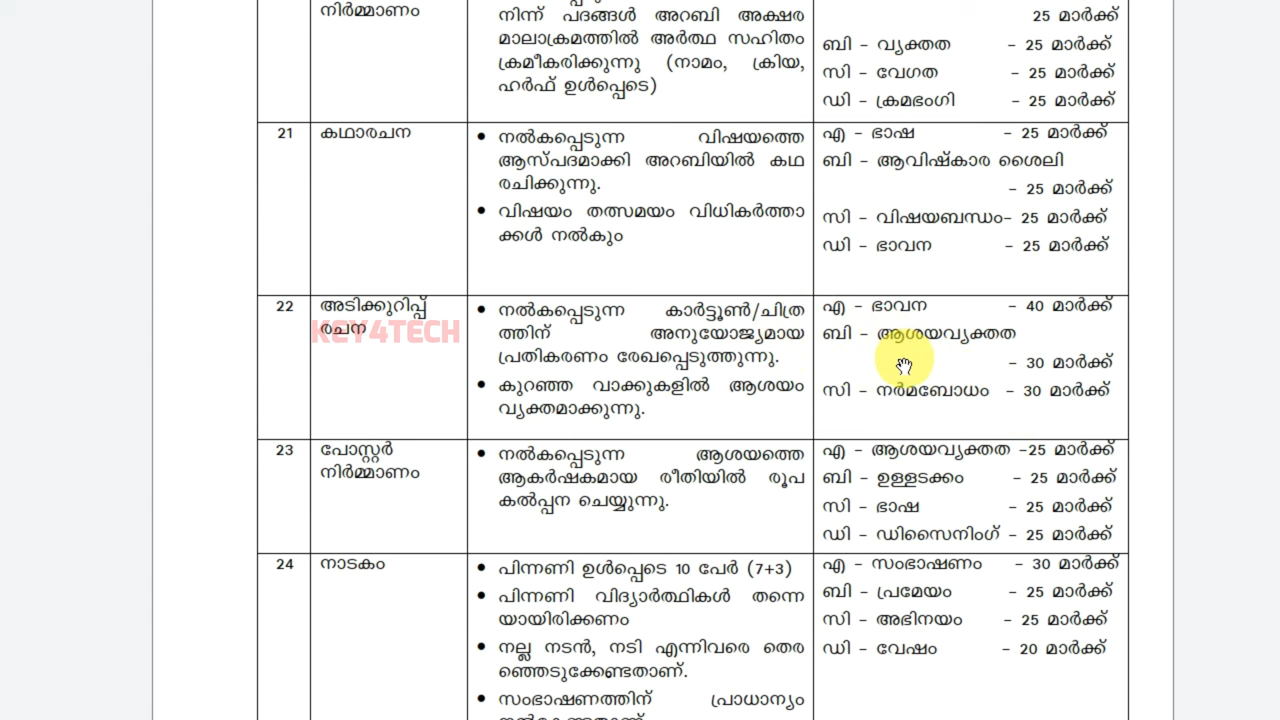 നിർമ്മാണം
നിന്ന് പദങ്ങൾ അറബി അക്ഷര
മാലാക്രമത്തിൽ അർത്ഥ സഹിതം
ക്രമീകരിക്കുന്നു (നാമം, ക്രിയ,
ഹർഫ് ഉൾപ്പെടെ)
25 മാർക്ക്
ബി - വ്യക്തത - 25 മാർക്ക്
സി - വേഗത - 25 മാർക്ക്
ഡി - ക്രമഭംഗി - 25 മാർക്ക്
21
കഥാരചന
• നൽകപ്പെടുന്ന വിഷയത്തെ
ആസ്പദമാക്കി അറബിയിൽ കഥ
രചിക്കുന്നു.
• വിഷയം തത്സമയം വിധികർത്താ
ക്കൾ നൽകും
എ - ഭാഷ - 25 മാർക്ക്
ബി - ആവിഷ്കാര ശൈലി
- 25 മാർക്ക്
സി - വിഷയബന്ധം- 25 മാർക്ക്
ഡി - ഭാവന - 25 മാർക്ക്
22
അടിക്കുറിപ്പ്
രചന
KEY4TECH
• നൽകപ്പെടുന്ന കാർട്ടൂൺ/ചിത്ര
ത്തിന് അനുയോജ്യമായ
പ്രതികരണം രേഖപ്പെടുത്തുന്നു.
• കുറഞ്ഞ വാക്കുകളിൽ ആശയം
വ്യക്തമാക്കുന്നു.
എ - ഭാവന - 40 മാർക്ക്
ബി - ആശയവ്യക്തത
- 30 മാർക്ക്
സി - നർമബോധം - 30 മാർക്ക്
23
പോസ്റ്റർ
നിർമ്മാണം
• നൽകപ്പെടുന്ന ആശയത്തെ
ആകർഷകമായ രീതിയിൽ രൂപ
കൽപ്പന ചെയ്യുന്നു.
എ - ആശയവ്യക്തത -25 മാർക്ക്
ബി - ഉള്ളടക്കം - 25 മാർക്ക്
സി - ഭാഷ - 25 മാർക്ക്
ഡി - ഡിസൈനിംഗ് - 25 മാർക്ക്
24
നാടകം
• പിന്നണി ഉൾപ്പെടെ 10 പേർ (7+3)
• പിന്നണി വിദ്യാർത്ഥികൾ തന്നെ
യായിരിക്കണം
• നല്ല നടൻ, നടി എന്നിവരെ തെര
ഞ്ഞെടുക്കേണ്ടതാണ്.
• സംഭാഷണത്തിന് പ്രാധാന്യം
എ - സംഭാഷണം - 30 മാർക്ക്
ബി - പ്രമേയം - 25 മാർക്ക്
സി - അഭിനയം - 25 മാർക്ക്
ഡി - വേഷം - 20 മാർക്ക്